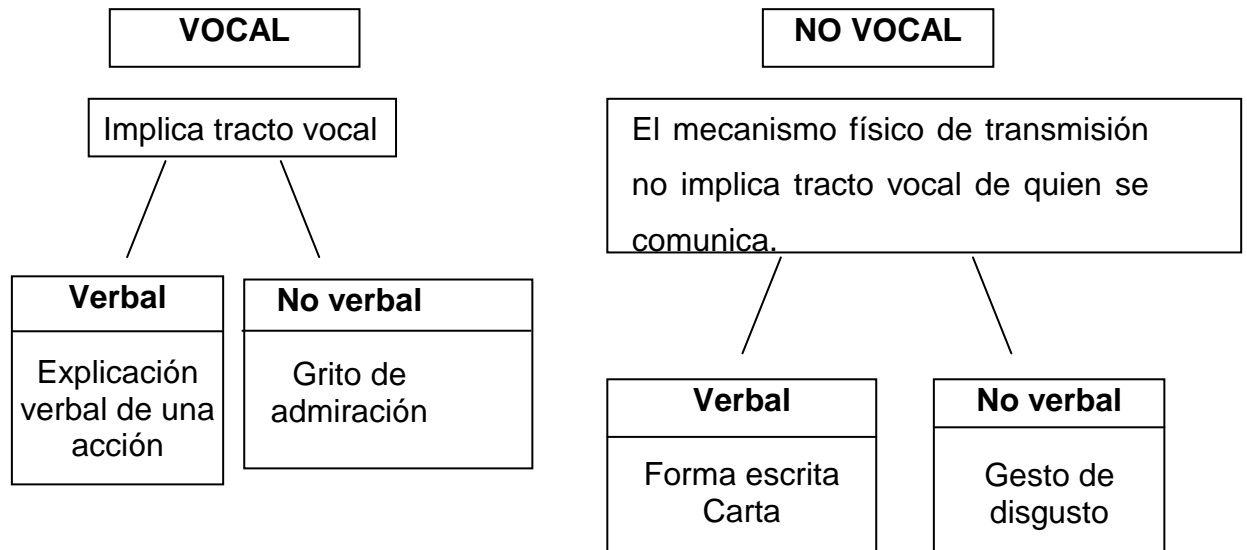 VOCAL
Implica tracto vocal
Verbal
Explicación
verbal de una
acción
No verbal
Grito de
admiración
NO VOCAL
El mecanismo físico de transmisión
no implica tracto vocal de quien se
comunica.
Verbal
Forma escrita
Carta
No verbal
Gesto de
disgusto